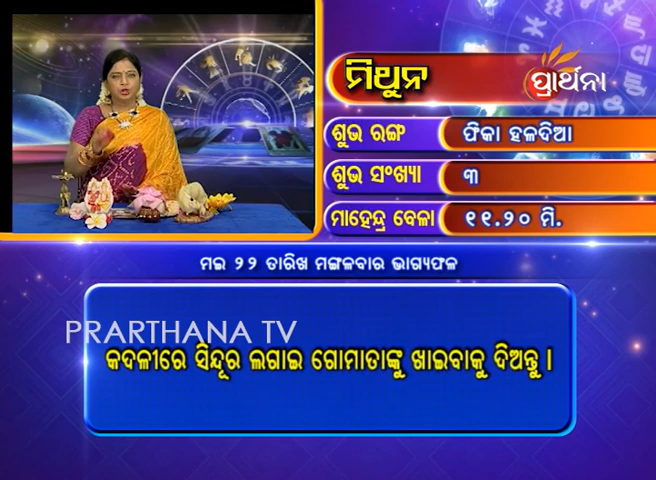 ମିଥୁନ
ପ୍ରାର୍ଥନା
ଶୁଭ ରଙ୍ଗ ଫିକା ହଳଦିଆ
ଶୁଭ ସଂଖ୍ୟା ୩
ମାହେନ୍ଦ୍ର ବେଳା ୧୧.୨୦ ମି.
ମଇ ୨୨ ତାରିଖ ମଙ୍ଗଳବାର ଭାଗ୍ୟଫଳ
PRARTHANA TV
କଦଳୀରେ ସିନ୍ଦୂର ଲଗାଇ ଗୋମାତାଙ୍କୁ ଖାଇବାକୁ ଦିଅନ୍ତୁ ।